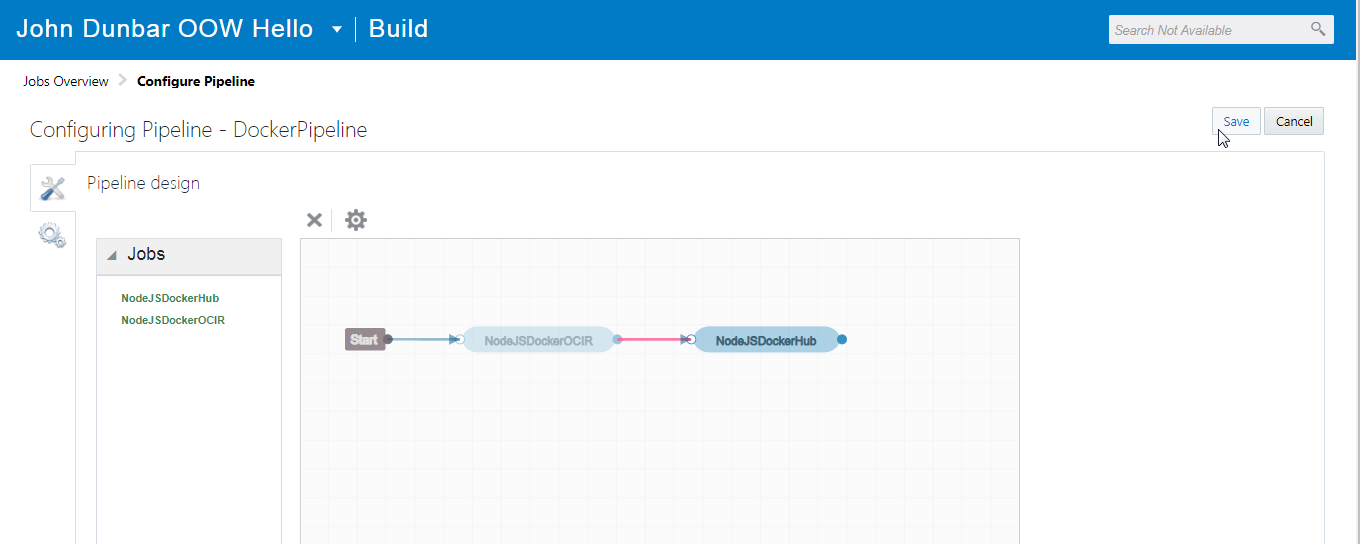 John Dunbar OOW Hello Build
Search Not Available
Jobs Overview Configure Pipeline
Configuring Pipeline - DockerPipeline
Save Cancel
Pipeline design
Jobs
NodeJSDockerHub
NodeJSDockerOCIR
Start NodeJSDockerOCIR NodeJSDockerHub